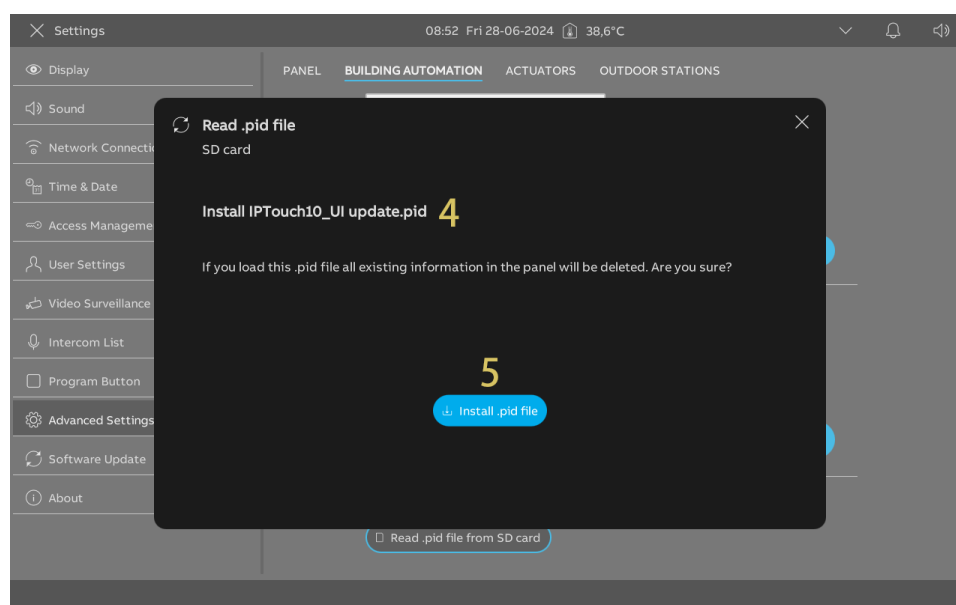 Settings
08:52 Fri 28-06-2024 38,6°C
Display
Sound
Network Connectio
Time & Date
Access Manageme
User Settings
Video Surveillance
Intercom List
Program Button
Advanced Settings
Software Update
About
PANEL BUILDING AUTOMATION ACTUATORS OUTDOOR STATIONS
Read .pid file
SD card
Install IPTouch10_UI update.pid 4
If you load this .pid file all existing information in the panel will be deleted. Are you sure?
5
Install .pid file
Read .pid file from SD card